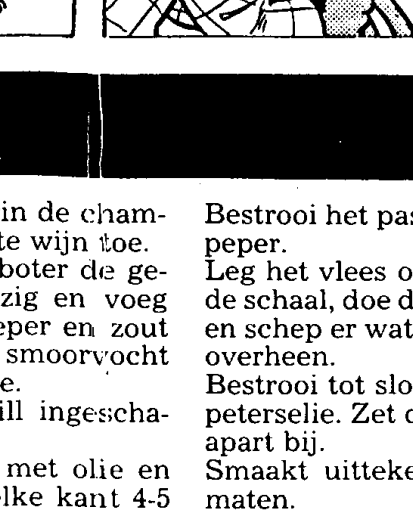 in de cham-
te wijn toe.
boter de ge-
zig en voeg
eper en zout
smoorvocht
e.
ill ingescha-
met olie en
elke kant 4-5
Bestrooi het pas
peper.
Leg het vlees o
de schaal, doe d
en schep er wat
overheen.
Bestrooi tot slo
peterselie. Zet d
apart bij.
Smaakt uitteke
maten.